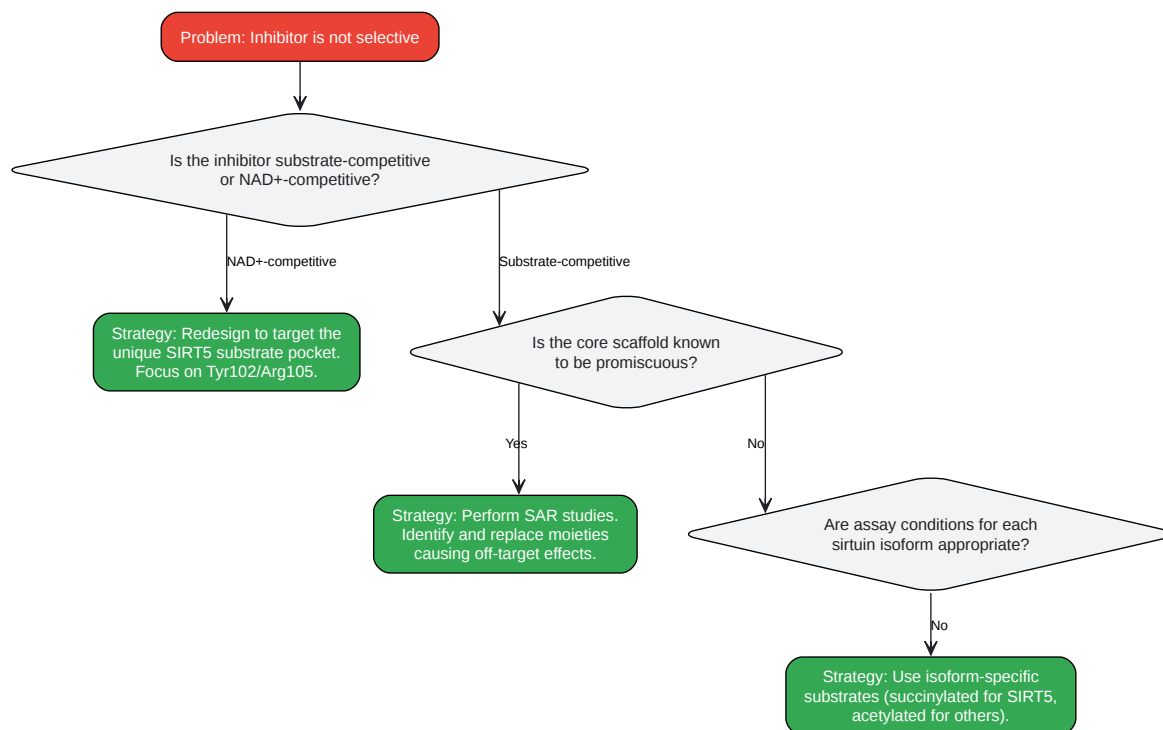 Problem: Inhibitor is not selective
Is the inhibitor substrate-competitive
or NAD+-competitive?
NAD+-competitive
Substrate-competitive
Strategy: Redesign to target the
unique SIRT5 substrate pocket.
Focus on Tyr102/Arg105.
Is the core scaffold known
to be promiscuous?
Yes
No
Strategy: Perform SAR studies.
Identify and replace moieties
causing off-target effects.
Are assay conditions for each
sirtuin isoform appropriate?
No
Strategy: Use isoform-specific
substrates (succinylated for SIRT5,
acetylated for others).